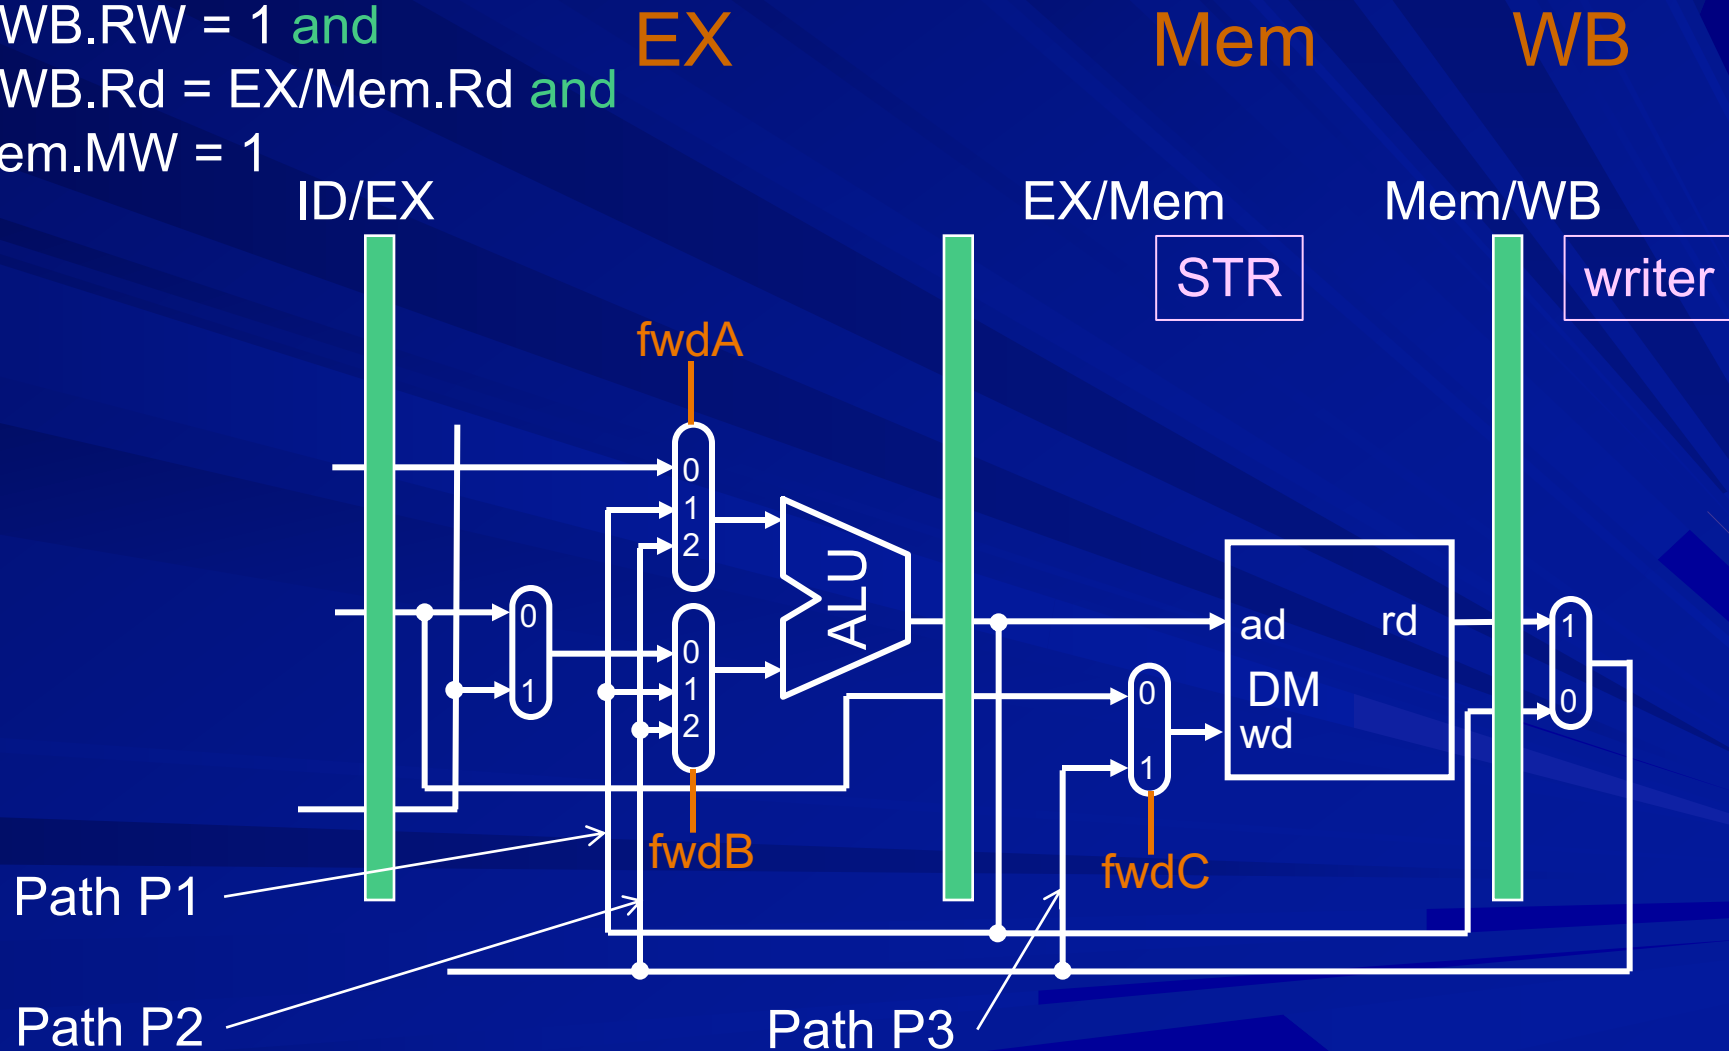 WB.RW = 1 and
WB.Rd = EX/Mem.Rd and
em.MW = 1
EX Mem WB
ID/EX EX/Mem Mem/WB
STR writer
fwdA
0
1
2
ALU
0
1
0
1
2
fwdB
ad rd
DM
wd
0
1
fwdC
1
0
Path P1
Path P2
Path P3